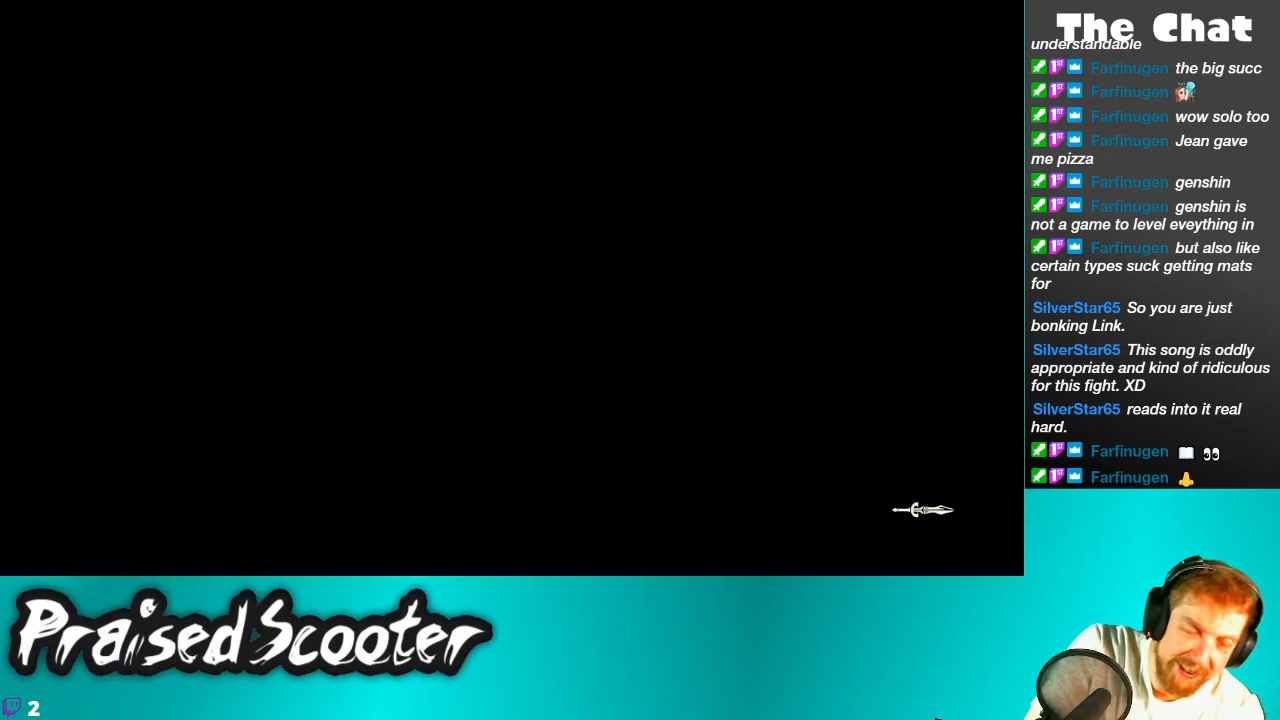 The Chat
understandable
Farfinugen the big succ
Farfinugen
Farfinugen wow solo too
Farfinugen Jean gave
me pizza
Farfinugen genshin
Farfinugen genshin is
not a game to level eveything in
Farfinugen but also like
certain types suck getting mats
for
SilverStar65 So you are just
bonking Link.
SilverStar65 This song is oddly
appropriate and kind of ridiculous
for this fight. XD
SilverStar65 reads into it real
hard.
Farfinugen
Farfinugen
PraisedScooter
2